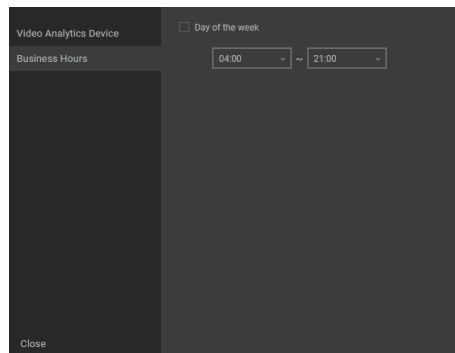 Video Analytics Device
Day of the week
Business Hours
04:00 ~ 21:00
Close